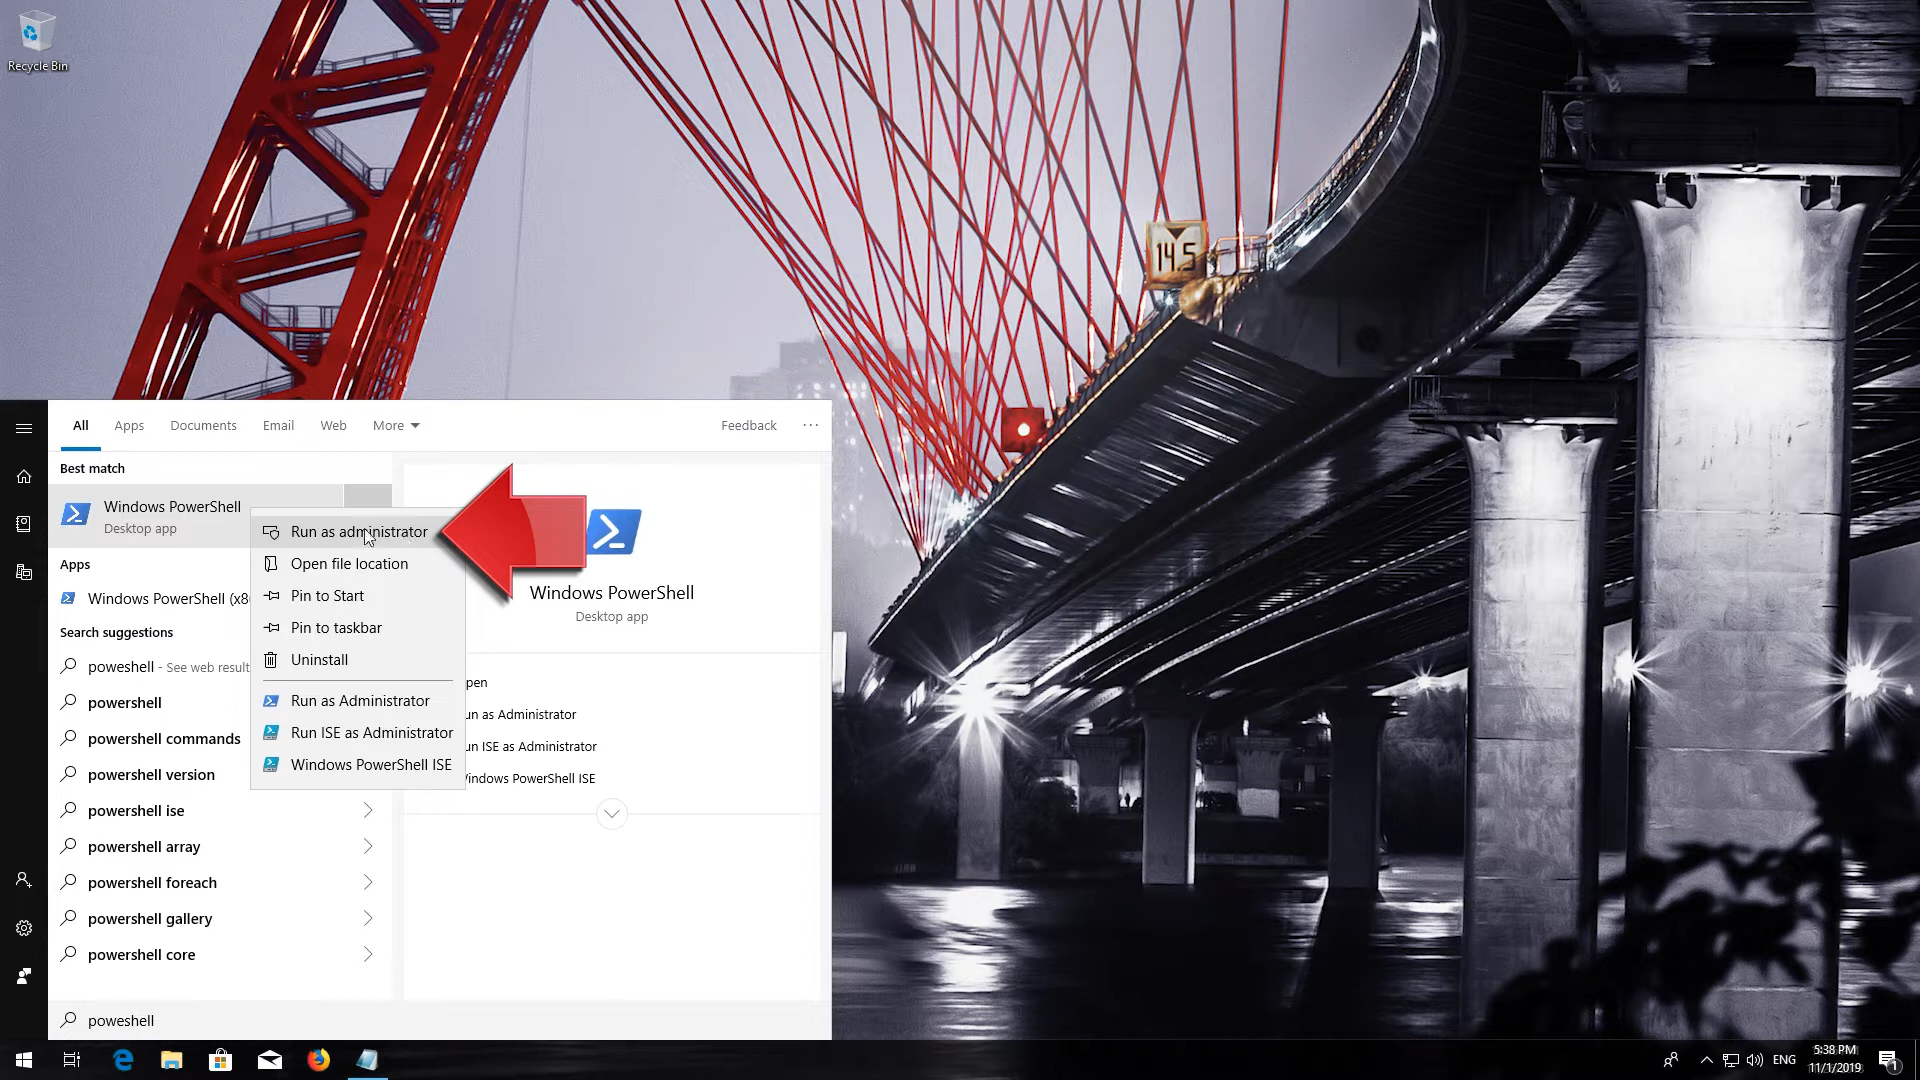 Recycle Bin
14.5
All Apps Documents Email Web More Feedback
Best match
Windows PowerShell
Desktop app
Run as administrator
Open file location
Pin to Start
Pin to taskbar
Uninstall
Run as Administrator
Run ISE as Administrator
Windows PowerShell ISE
Apps
Windows PowerShell (x8
Search suggestions
poweshell - See web result
powershell
powershell commands
powershell version
powershell ise
powershell array
powershell foreach
powershell gallery
powershell core
Windows PowerShell
Desktop app
pen
un as Administrator
un ISE as Administrator
Windows PowerShell ISE
poweshell
ENG
5:38 PM
11/1/2019
1